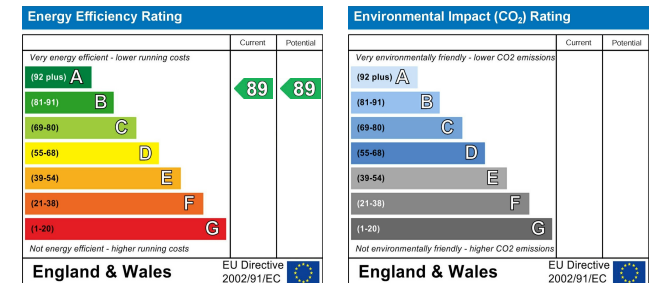 Energy Efficiency Rating
Current Potential
Very energy efficient - lower running costs
(92 plus) A
(81-91) B
89 89
(69-80) C
(55-68) D
(39-54) E
(21-38) F
(1-20) G
Not energy efficient - higher running costs
England & Wales
EU Directive
2002/91/EC
Environmental Impact (CO₂) Rating
Current Potential
Very environmentally friendly - lower CO2 emissions
(92 plus) A
(81-91) B
(69-80) C
(55-68) D
(39-54) E
(21-38) F
(1-20) G
Not environmentally friendly - higher CO2 emissions
England & Wales
EU Directive
2002/91/EC